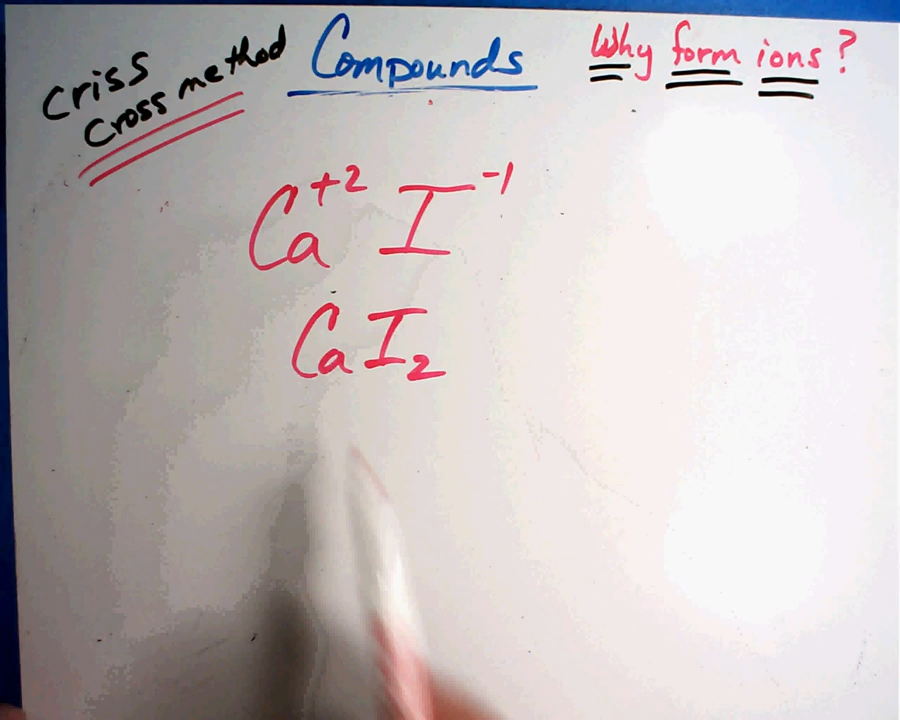 criss
cross method
Compounds
Why form ions?
Ca+2 I-1
CaI2